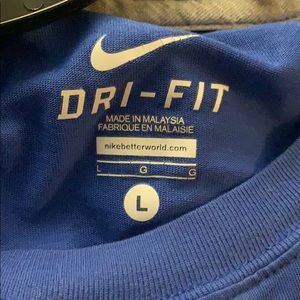 DRI-FIT
MADE IN MALAYSIA
FABRIQUE EN MALAISIE
nikebetterworld.com
L G G
L